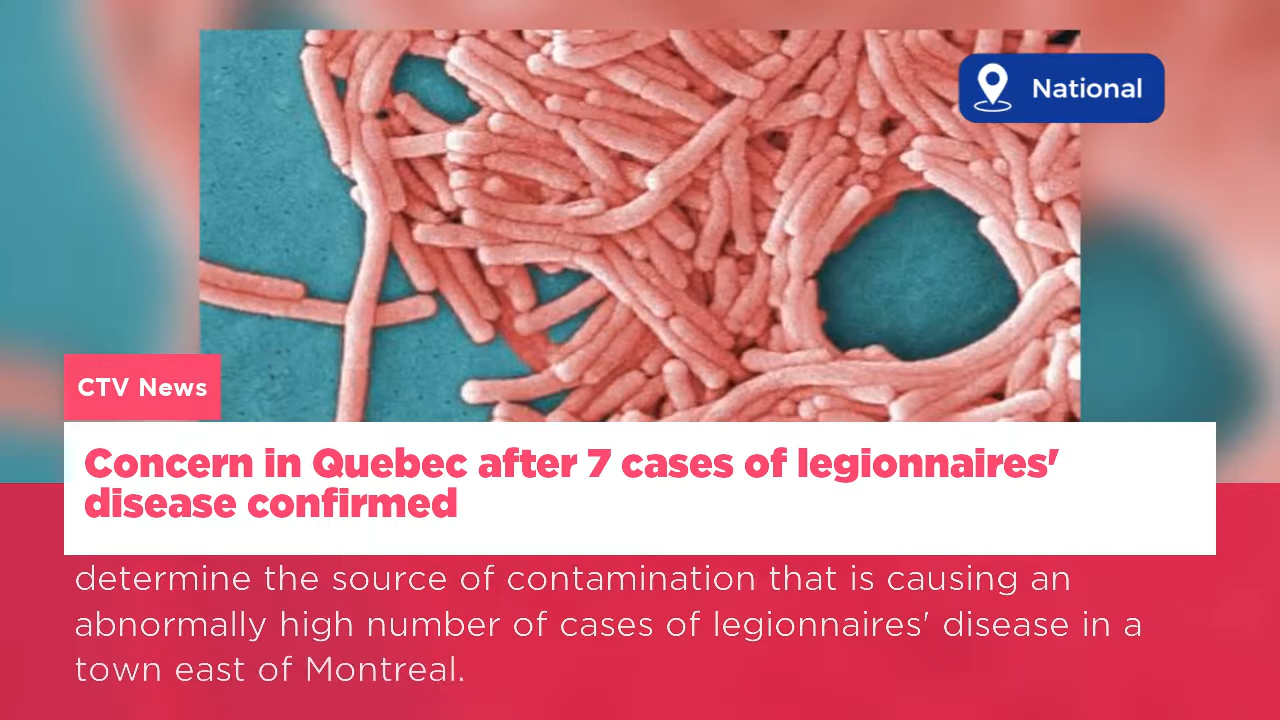 National
CTV News
Concern in Quebec after 7 cases of legionnaires'
disease confirmed
determine the source of contamination that is causing an
abnormally high number of cases of legionnaires' disease in a
town east of Montreal.